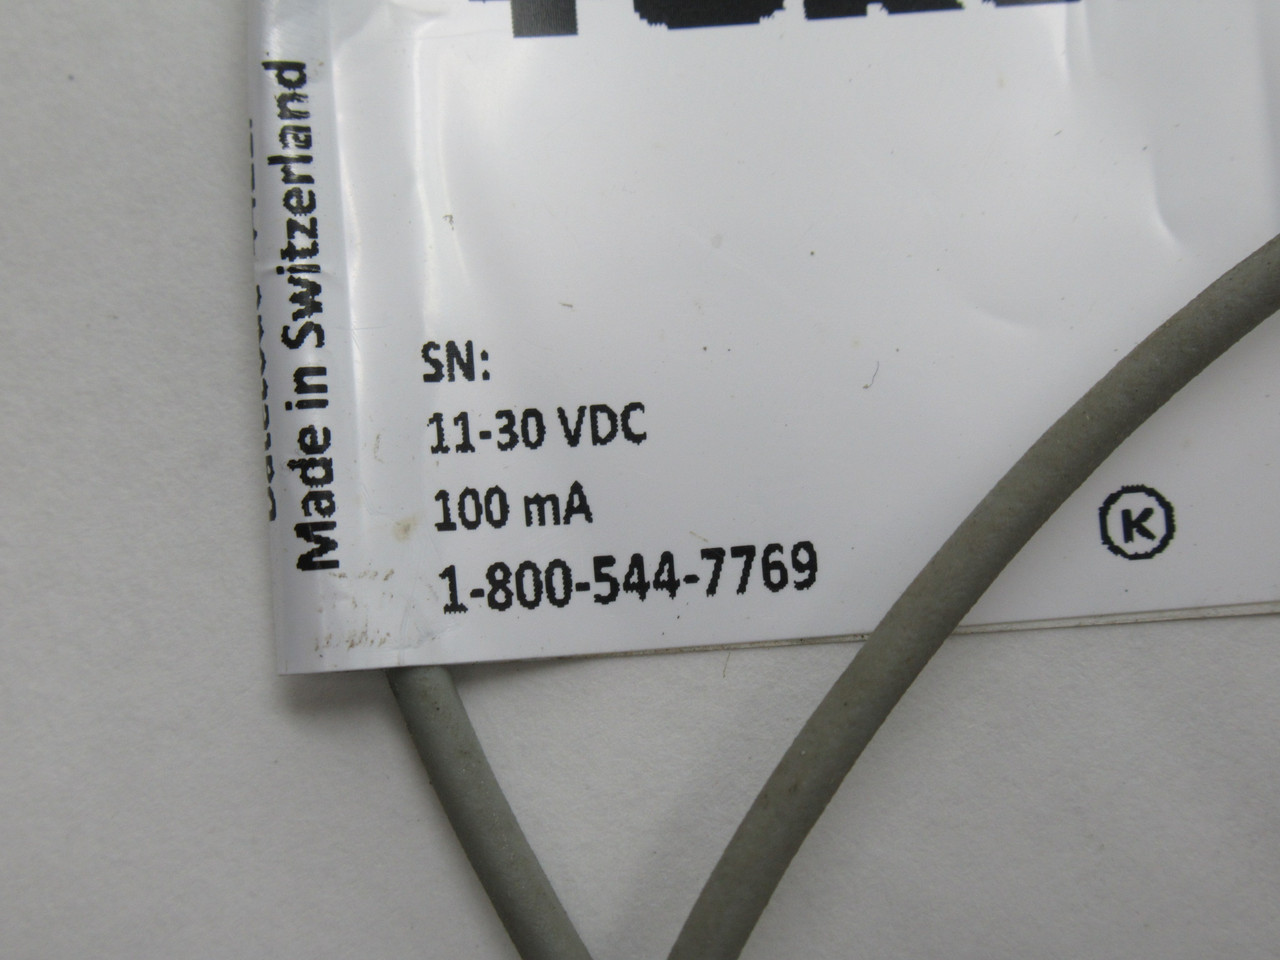 Made in Switzerland
SN:
11-30 VDC
100 mA
1-800-544-7769
K